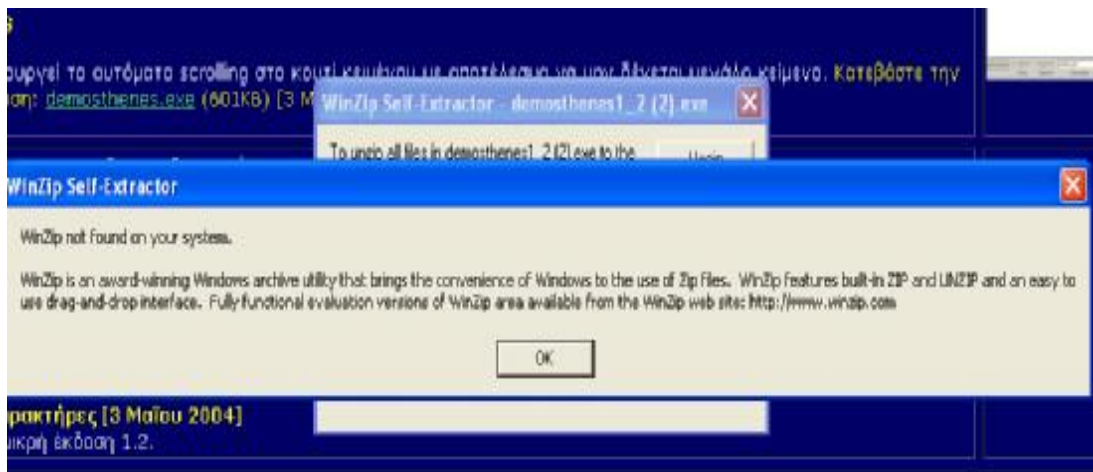 ουργεί το αυτόματο scrolling στο κουτί κειμένου με αποτέλεσμα να μην δέχεται μεγάλο κείμενο. Κατεβάστε την
ση: demosthenes.exe (601KB) [3 Μ
WinZip Self-Extractor - demosthenes1_2 (2).exe
To unzip all files in demosthenes1_2 (2).exe to the
Unzip
WinZip Self-Extractor
WinZip not found on your system.
WinZip is an award-winning Windows archive utility that brings the convenience of Windows to the use of Zip files. WinZip features built-in ZIP and UNZIP and an easy to
use drag-and-drop interface. Fully functional evaluation versions of WinZip area available from the WinZip web site: http://www.winzip.com
OK
ρακτήρες [3 Μαΐου 2004]
μικρή έκδοση 1.2.